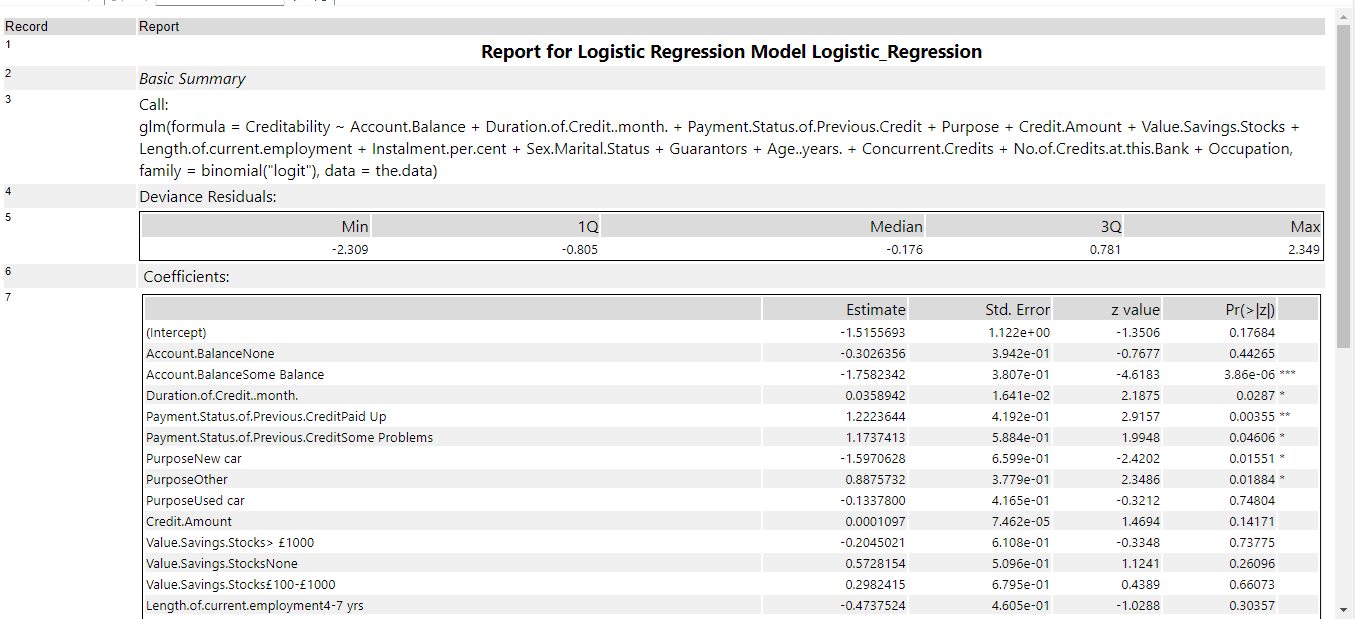 Record Report
1 Report for Logistic Regression Model Logistic_Regression
2 Basic Summary
3 Call:
glm(formula = Creditability ~ Account.Balance + Duration.of.Credit..month. + Payment.Status.of.Previous.Credit + Purpose + Credit.Amount + Value.Savings.Stocks +
Length.of.current.employment + Instalment.per.cent + Sex.Marital.Status + Guarantors + Age..years. + Concurrent.Credits + No.of.Credits.at.this.Bank + Occupation,
family = binomial("logit"), data = the.data)
4 Deviance Residuals:
5 Min 1Q Median 3Q Max
-2.309 -0.805 -0.176 0.781 2.349
6 Coefficients:
7 Estimate Std. Error z value Pr(>|z|)
(Intercept) -1.5155693 1.122e+00 -1.3506 0.17684
Account.BalanceNone -0.3026356 3.942e-01 -0.7677 0.44265
Account.BalanceSome Balance -1.7582342 3.807e-01 -4.6183 3.86e-06 ***
Duration.of.Credit..month. 0.0358942 1.641e-02 2.1875 0.0287 *
Payment.Status.of.Previous.CreditPaid Up 1.2223644 4.192e-01 2.9157 0.00355 **
Payment.Status.of.Previous.CreditSome Problems 1.1737413 5.884e-01 1.9948 0.04606 *
PurposeNew car -1.5970628 6.599e-01 -2.4202 0.01551 *
PurposeOther 0.8875732 3.779e-01 2.3486 0.01884 *
PurposeUsed car -0.1337800 4.165e-01 -0.3212 0.74804
Credit.Amount 0.0001097 7.462e-05 1.4694 0.14171
Value.Savings.Stocks> £1000 -0.2045021 6.108e-01 -0.3348 0.73775
Value.Savings.StocksNone 0.5728154 5.096e-01 1.1241 0.26096
Value.Savings.Stocks£100-£1000 0.2982415 6.795e-01 0.4389 0.66073
Length.of.current.employment4-7 yrs -0.4737524 4.605e-01 -1.0288 0.30357